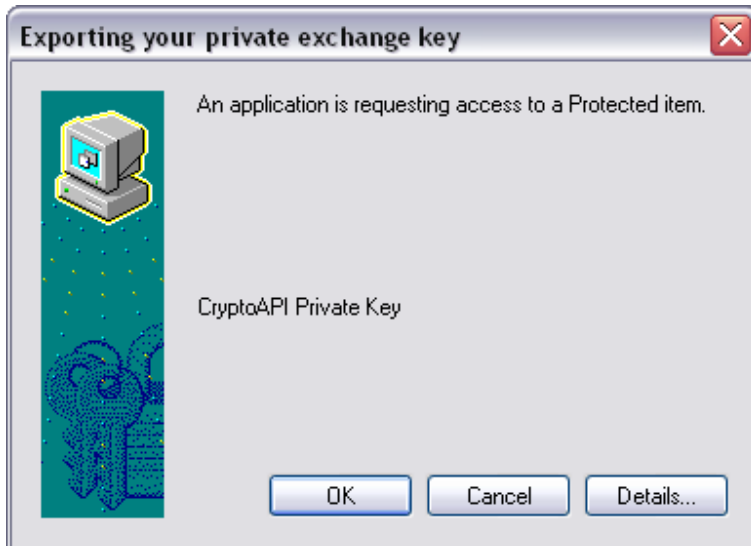 Exporting your private exchange key
An application is requesting access to a Protected item.
CryptoAPI Private Key
OK Cancel Details...